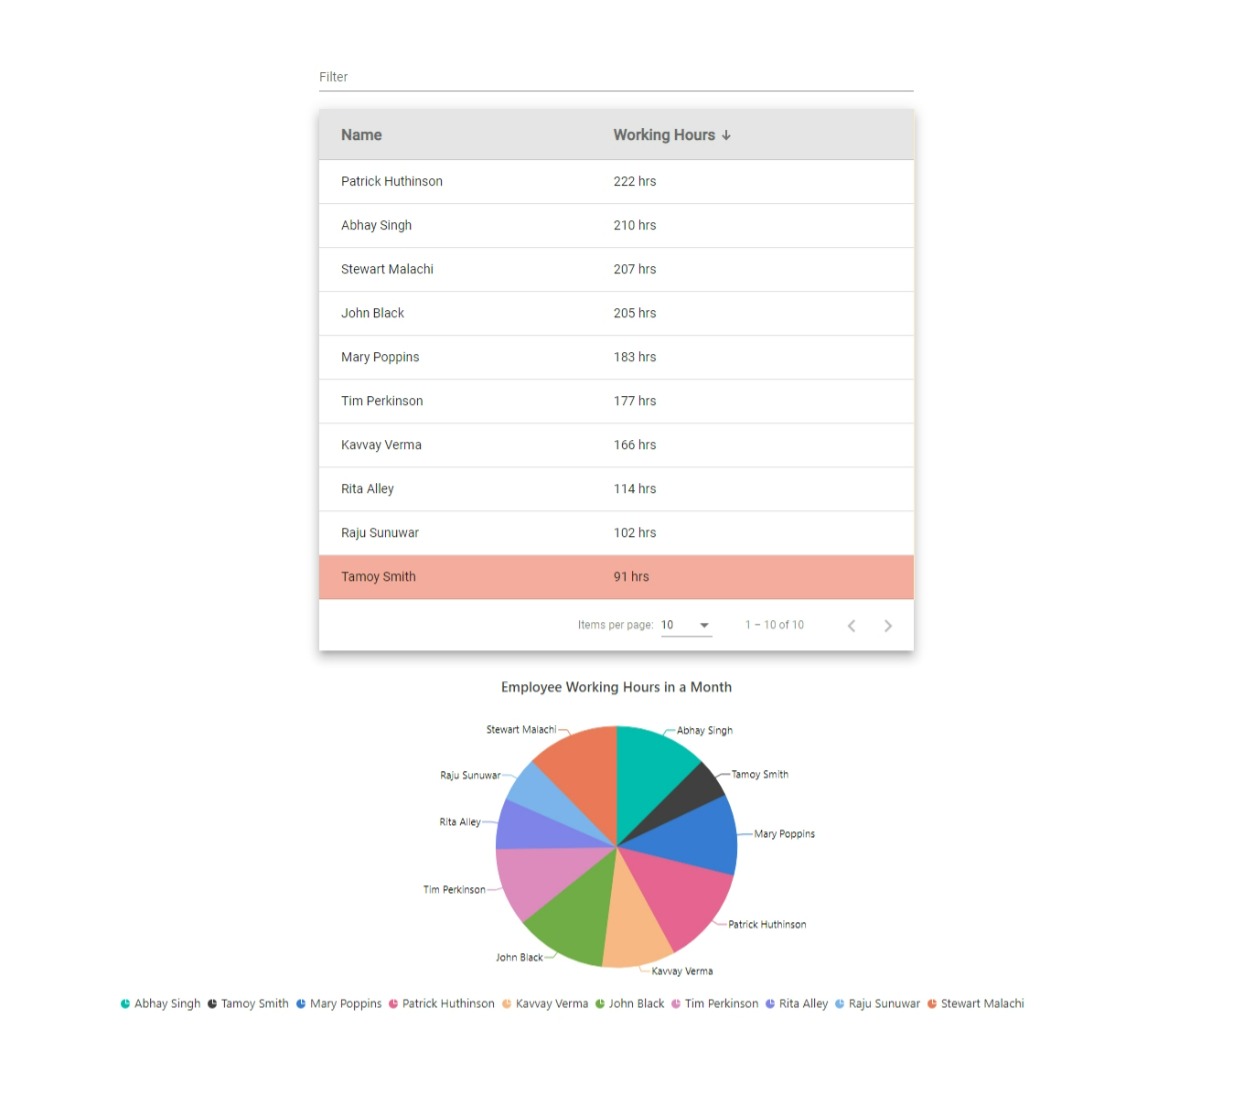 Filter
Name Working Hours ↓
Patrick Huthinson 222 hrs
Abhay Singh 210 hrs
Stewart Malachi 207 hrs
John Black 205 hrs
Mary Poppins 183 hrs
Tim Perkinson 177 hrs
Kavvay Verma 166 hrs
Rita Alley 114 hrs
Raju Sunuwar 102 hrs
Tamoy Smith 91 hrs
Items per page: 10 1 – 10 of 10
Employee Working Hours in a Month
Stewart Malachi Abhay Singh
Raju Sunuwar Tamoy Smith
Rita Alley Mary Poppins
Tim Perkinson
Patrick Huthinson
John Black
Kavvay Verma
Abhay Singh Tamoy Smith Mary Poppins Patrick Huthinson Kavvay Verma John Black Tim Perkinson Rita Alley Raju Sunuwar Stewart Malachi